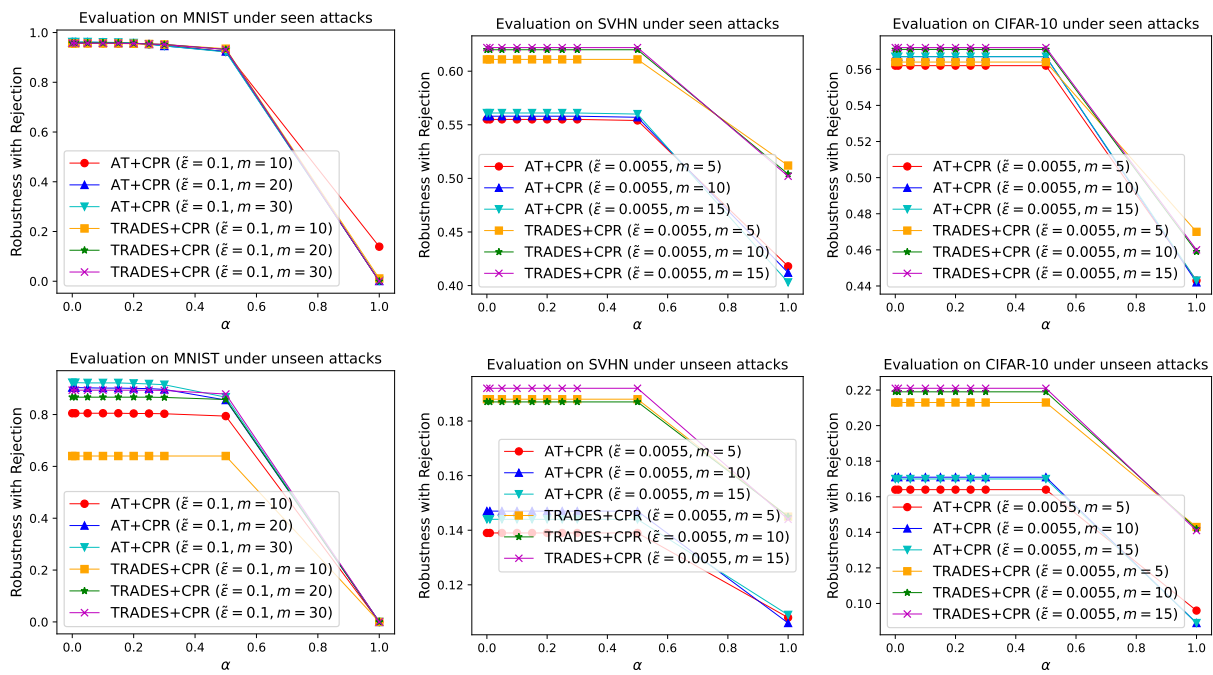 Evaluation on MNIST under seen attacks
Robustness with Rejection
1.0
0.8
0.6
0.4
0.2
0.0
AT+CPR (ε̃ = 0.1, m = 10)
AT+CPR (ε̃ = 0.1, m = 20)
AT+CPR (ε̃ = 0.1, m = 30)
TRADES+CPR (ε̃ = 0.1, m = 10)
TRADES+CPR (ε̃ = 0.1, m = 20)
TRADES+CPR (ε̃ = 0.1, m = 30)
0.0 0.2 0.4 0.6 0.8 1.0
α
Evaluation on SVHN under seen attacks
Robustness with Rejection
0.60
0.55
0.50
0.45
0.40
AT+CPR (ε̃ = 0.0055, m = 5)
AT+CPR (ε̃ = 0.0055, m = 10)
AT+CPR (ε̃ = 0.0055, m = 15)
TRADES+CPR (ε̃ = 0.0055, m = 5)
TRADES+CPR (ε̃ = 0.0055, m = 10)
TRADES+CPR (ε̃ = 0.0055, m = 15)
0.0 0.2 0.4 0.6 0.8 1.0
α
Evaluation on CIFAR-10 under seen attacks
Robustness with Rejection
0.56
0.54
0.52
0.50
0.48
0.46
0.44
AT+CPR (ε̃ = 0.0055, m = 5)
AT+CPR (ε̃ = 0.0055, m = 10)
AT+CPR (ε̃ = 0.0055, m = 15)
TRADES+CPR (ε̃ = 0.0055, m = 5)
TRADES+CPR (ε̃ = 0.0055, m = 10)
TRADES+CPR (ε̃ = 0.0055, m = 15)
0.0 0.2 0.4 0.6 0.8 1.0
α
Evaluation on MNIST under unseen attacks
Robustness with Rejection
0.8
0.6
0.4
0.2
0.0
AT+CPR (ε̃ = 0.1, m = 10)
AT+CPR (ε̃ = 0.1, m = 20)
AT+CPR (ε̃ = 0.1, m = 30)
TRADES+CPR (ε̃ = 0.1, m = 10)
TRADES+CPR (ε̃ = 0.1, m = 20)
TRADES+CPR (ε̃ = 0.1, m = 30)
0.0 0.2 0.4 0.6 0.8 1.0
α
Evaluation on SVHN under unseen attacks
Robustness with Rejection
0.18
0.16
0.14
0.12
AT+CPR (ε̃ = 0.0055, m = 5)
AT+CPR (ε̃ = 0.0055, m = 10)
AT+CPR (ε̃ = 0.0055, m = 15)
TRADES+CPR (ε̃ = 0.0055, m = 5)
TRADES+CPR (ε̃ = 0.0055, m = 10)
TRADES+CPR (ε̃ = 0.0055, m = 15)
0.0 0.2 0.4 0.6 0.8 1.0
α
Evaluation on CIFAR-10 under unseen attacks
Robustness with Rejection
0.22
0.20
0.18
0.16
0.14
0.12
0.10
AT+CPR (ε̃ = 0.0055, m = 5)
AT+CPR (ε̃ = 0.0055, m = 10)
AT+CPR (ε̃ = 0.0055, m = 15)
TRADES+CPR (ε̃ = 0.0055, m = 5)
TRADES+CPR (ε̃ = 0.0055, m = 10)
TRADES+CPR (ε̃ = 0.0055, m = 15)
0.0 0.2 0.4 0.6 0.8 1.0
α